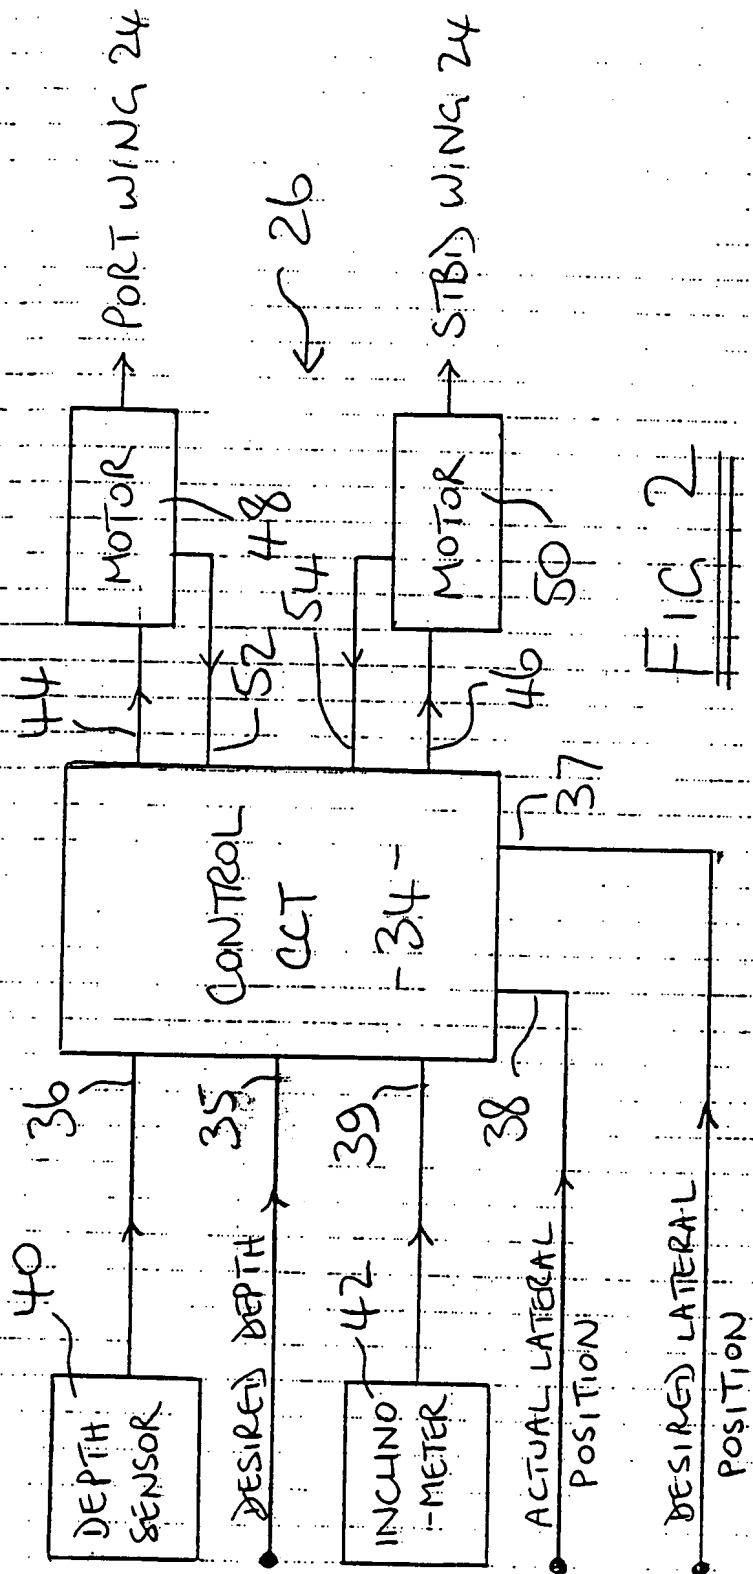 40
DEPTH
SENSOR
36
DESIRED DEPTH
35
INCLINO
-METER
42
39
ACTUAL LATERAL
POSITION
38
DESIRED LATERAL
POSITION
37
CONTROL
CCT
-34-
44
52
54
46
MOTOR
48
PORT WING 24
26
MOTOR
50
STBD WING 24
FIG 2